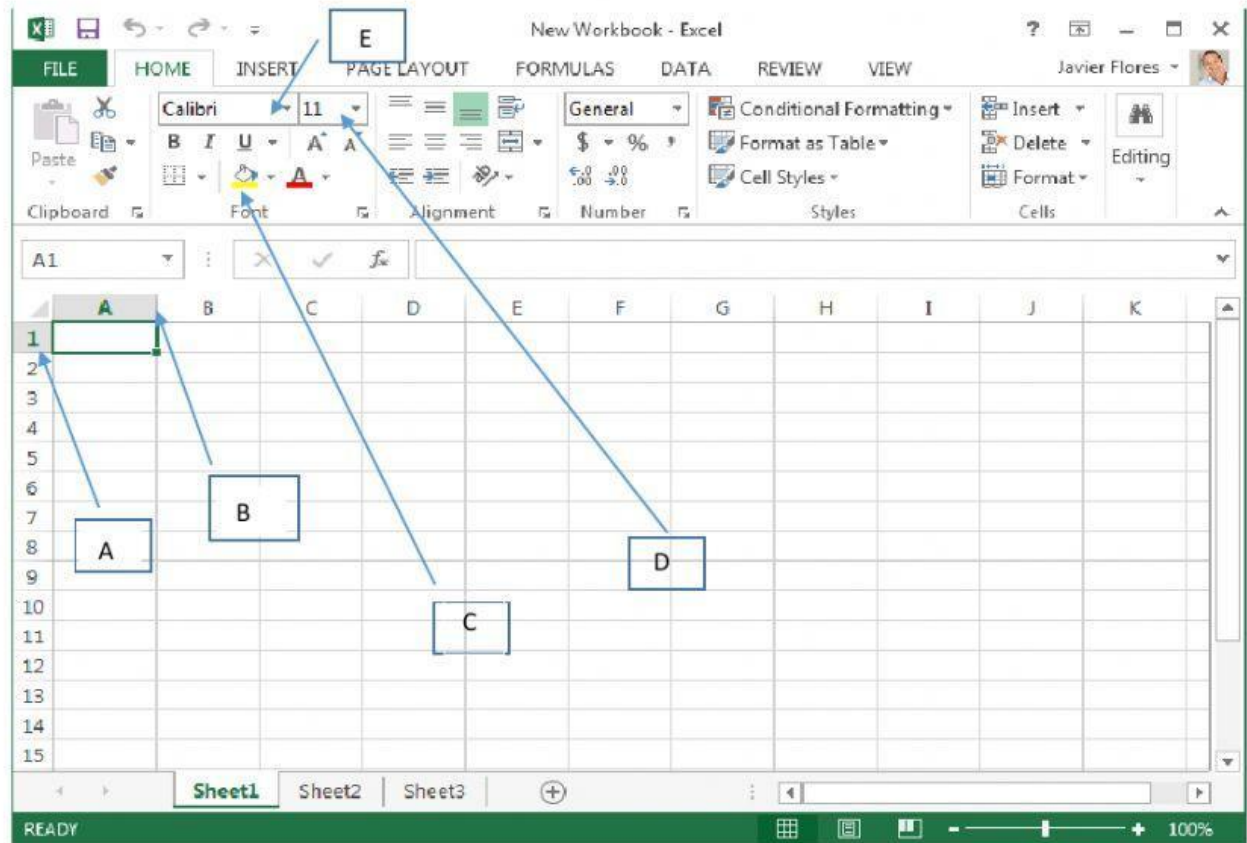 New Workbook - Excel ?
E
FILE HOME INSERT PAGE LAYOUT FORMULAS DATA REVIEW VIEW Javier Flores
Calibri 11 General Conditional Formatting Insert
Paste B I U A A $ % , Format as Table Delete Editing
A .00 .0 Cell Styles Format
Clipboard Font Alignment Number Styles Cells
A1 fx
A B C D E F G H I J K
1
2
3
4
5
6
7
8
9
10
11
12
13
14
15
A
B
C
D
Sheet1 Sheet2 Sheet3
READY 100%